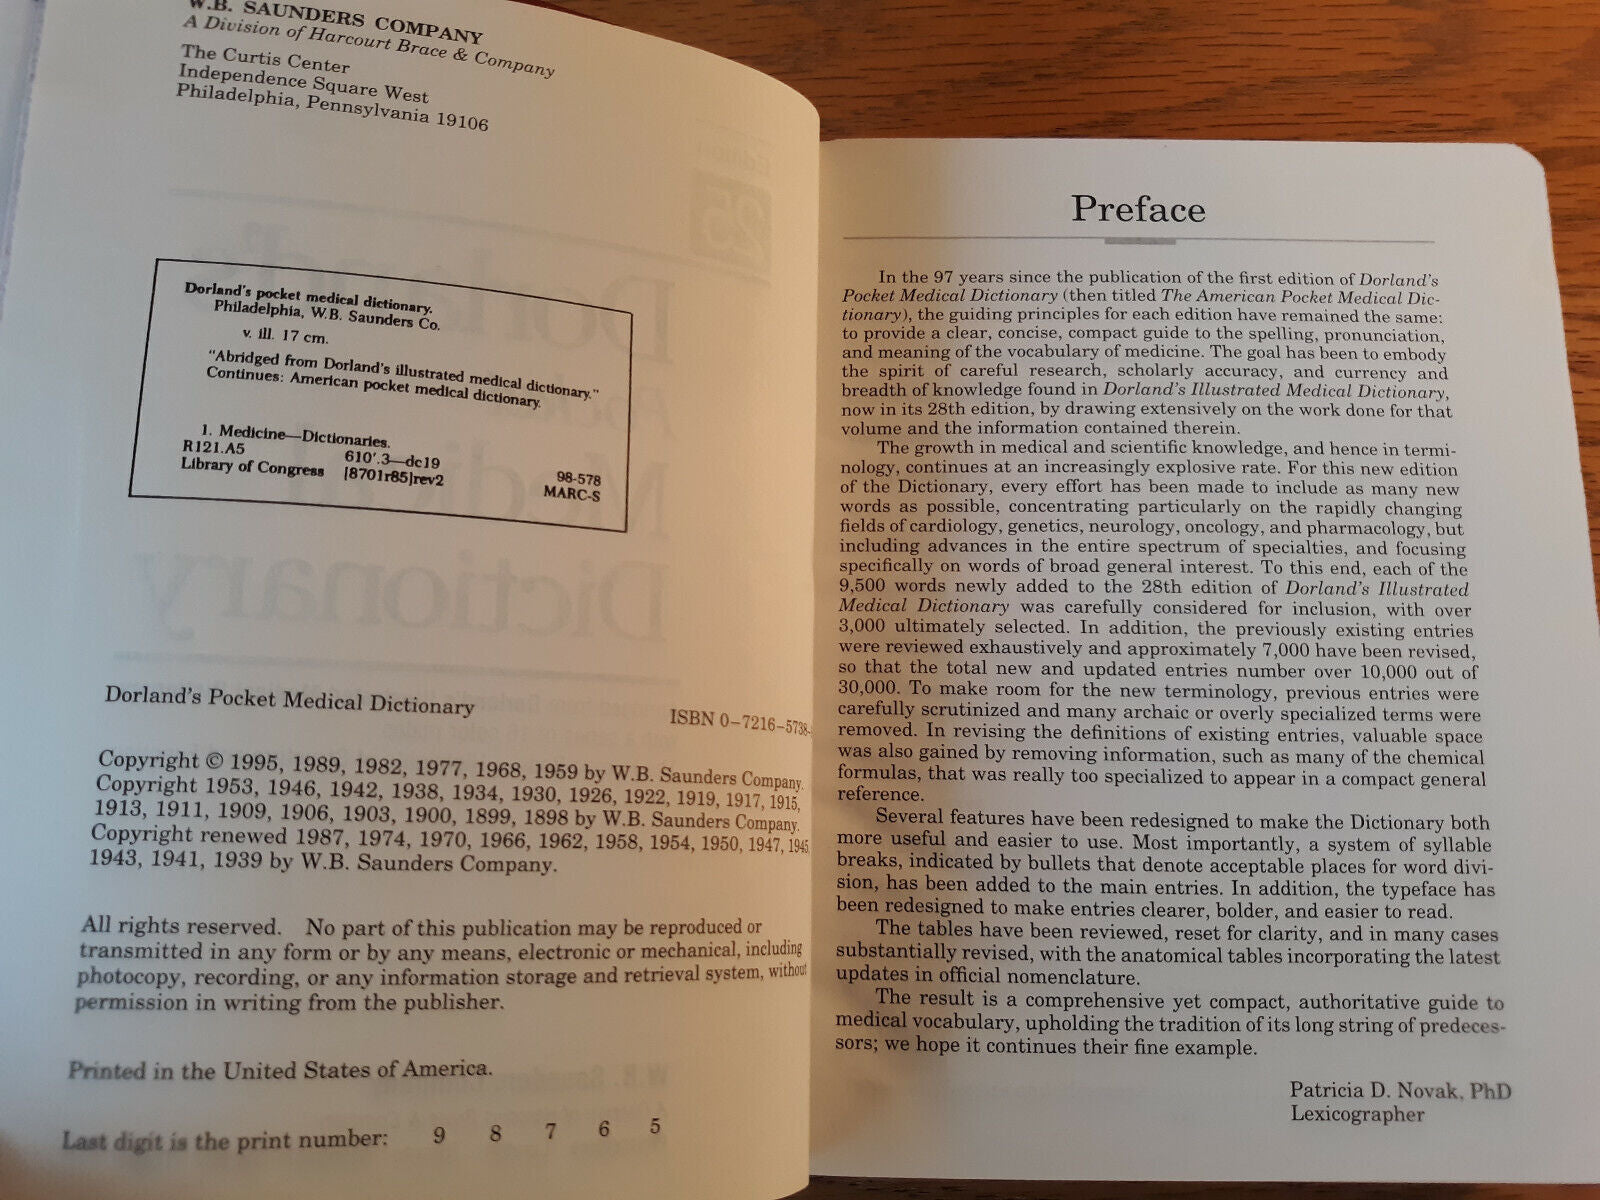 W.B. SAUNDERS COMPANY
A Division of Harcourt Brace & Company
The Curtis Center
Independence Square West
Philadelphia, Pennsylvania 19106
Dorland's pocket medical dictionary.
Philadelphia, W.B. Saunders Co.
v. ill. 17 cm.
"Abridged from Dorland's illustrated medical dictionary."
Continues: American pocket medical dictionary.
1. Medicine—Dictionaries.
R121.A5 610'.3—dc19 98-578
Library of Congress [8701r85]rev2 MARC-S
Dorland's Pocket Medical Dictionary ISBN 0-7216-5738-
Copyright © 1995, 1989, 1982, 1977, 1968, 1959 by W.B. Saunders Company.
Copyright 1953, 1946, 1942, 1938, 1934, 1930, 1926, 1922, 1919, 1917, 1915,
1913, 1911, 1909, 1906, 1903, 1900, 1899, 1898 by W.B. Saunders Company.
Copyright renewed 1987, 1974, 1970, 1966, 1962, 1958, 1954, 1950, 1947, 1945,
1943, 1941, 1939 by W.B. Saunders Company.
All rights reserved. No part of this publication may be reproduced or
transmitted in any form or by any means, electronic or mechanical, including
photocopy, recording, or any information storage and retrieval system, without
permission in writing from the publisher.
Printed in the United States of America.
Last digit is the print number: 9 8 7 6 5
Preface
In the 97 years since the publication of the first edition of Dorland's
Pocket Medical Dictionary (then titled The American Pocket Medical Dic-
tionary), the guiding principles for each edition have remained the same:
to provide a clear, concise, compact guide to the spelling, pronunciation,
and meaning of the vocabulary of medicine. The goal has been to embody
the spirit of careful research, scholarly accuracy, and currency and
breadth of knowledge found in Dorland's Illustrated Medical Dictionary,
now in its 28th edition, by drawing extensively on the work done for that
volume and the information contained therein.
The growth in medical and scientific knowledge, and hence in termi-
nology, continues at an increasingly explosive rate. For this new edition
of the Dictionary, every effort has been made to include as many new
words as possible, concentrating particularly on the rapidly changing
fields of cardiology, genetics, neurology, oncology, and pharmacology, but
including advances in the entire spectrum of specialties, and focusing
specifically on words of broad general interest. To this end, each of the
9,500 words newly added to the 28th edition of Dorland's Illustrated
Medical Dictionary was carefully considered for inclusion, with over
3,000 ultimately selected. In addition, the previously existing entries
were reviewed exhaustively and approximately 7,000 have been revised,
so that the total new and updated entries number over 10,000 out of
30,000. To make room for the new terminology, previous entries were
carefully scrutinized and many archaic or overly specialized terms were
removed. In revising the definitions of existing entries, valuable space
was also gained by removing information, such as many of the chemical
formulas, that was really too specialized to appear in a compact general
reference.
Several features have been redesigned to make the Dictionary both
more useful and easier to use. Most importantly, a system of syllable
breaks, indicated by bullets that denote acceptable places for word divi-
sion, has been added to the main entries. In addition, the typeface has
been redesigned to make entries clearer, bolder, and easier to read.
The tables have been reviewed, reset for clarity, and in many cases
substantially revised, with the anatomical tables incorporating the latest
updates in official nomenclature.
The result is a comprehensive yet compact, authoritative guide to
medical vocabulary, upholding the tradition of its long string of predeces-
sors; we hope it continues their fine example.
Patricia D. Novak, PhD
Lexicographer